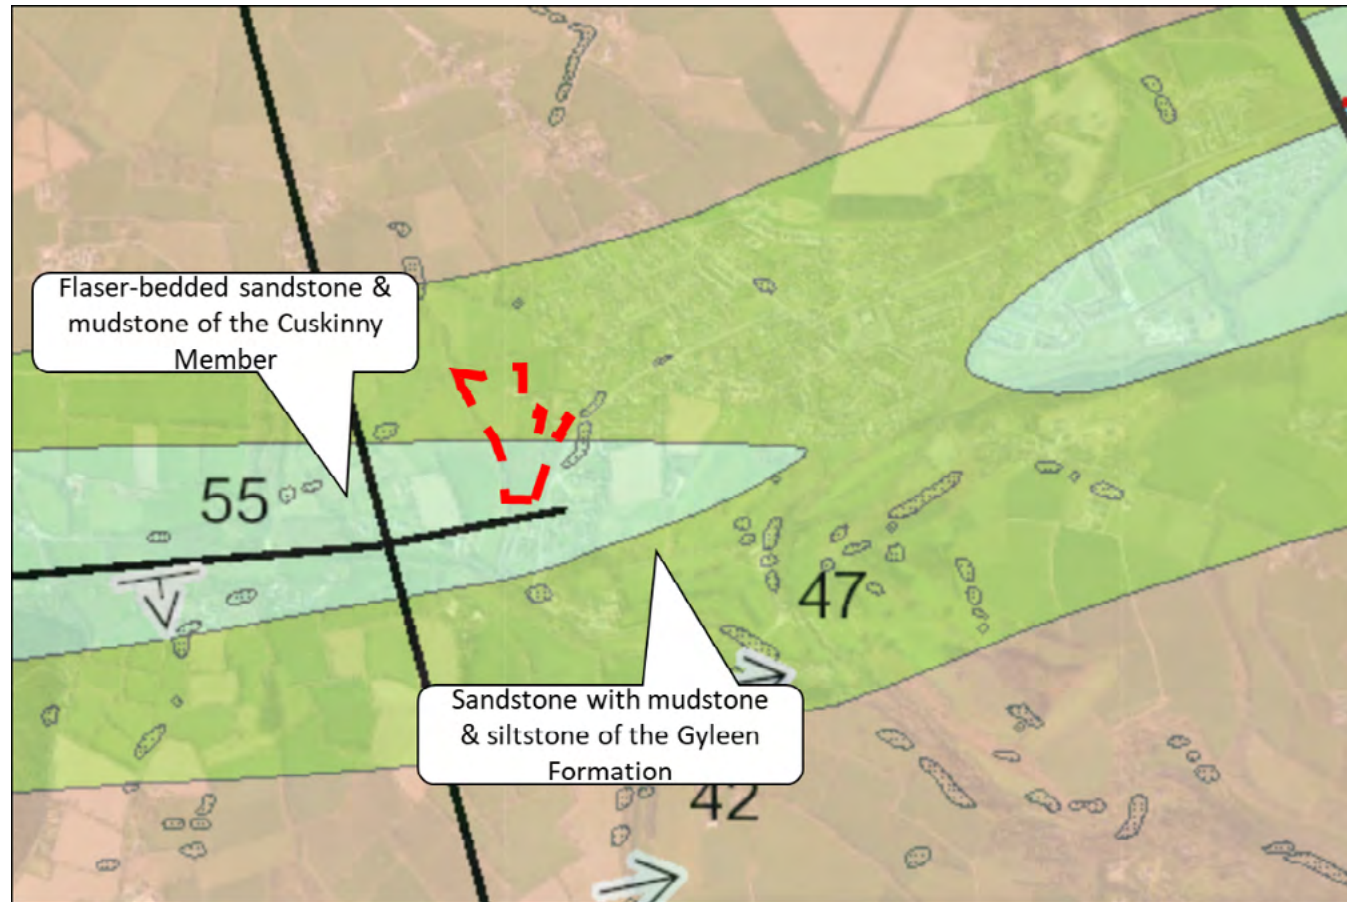 Flaser-bedded sandstone &
mudstone of the Cuskinny
Member
55
47
Sandstone with mudstone
& siltstone of the Gyleen
Formation
42